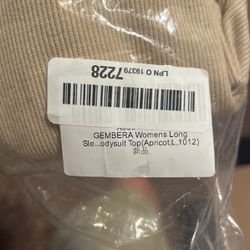 LPN O 19379
7228
GEMBERA Womens Long
Sle...odysuit Top(Apricot,L,1012)
新品